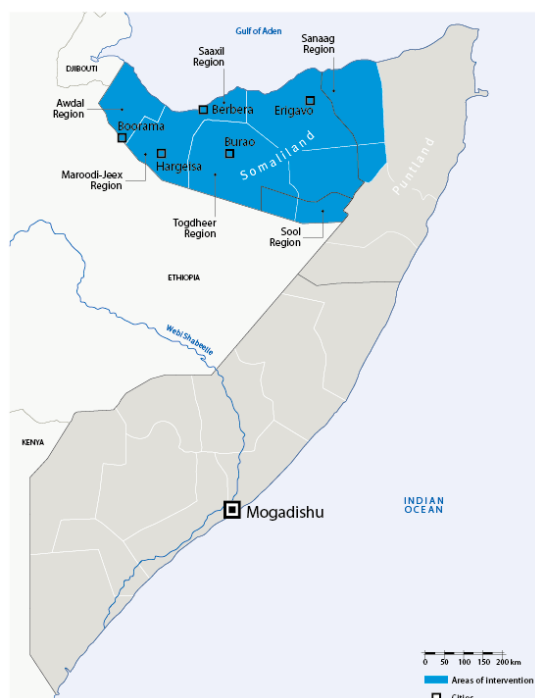 Gulf of Aden
Sanaag
Region
Saaxil
Region
DJIBOUTI
Awdal
Region
Berbera
Erigavo
Boorama
Burao
Hargeisa
Somaliland
Puntland
Maroodi-Jeex
Region
Togdheer
Region
Sool
Region
ETHIOPIA
Webi Shabeelle
KENYA
Mogadishu
INDIAN
OCEAN
0 50 100 150 200 km
Areas of intervention
Cities